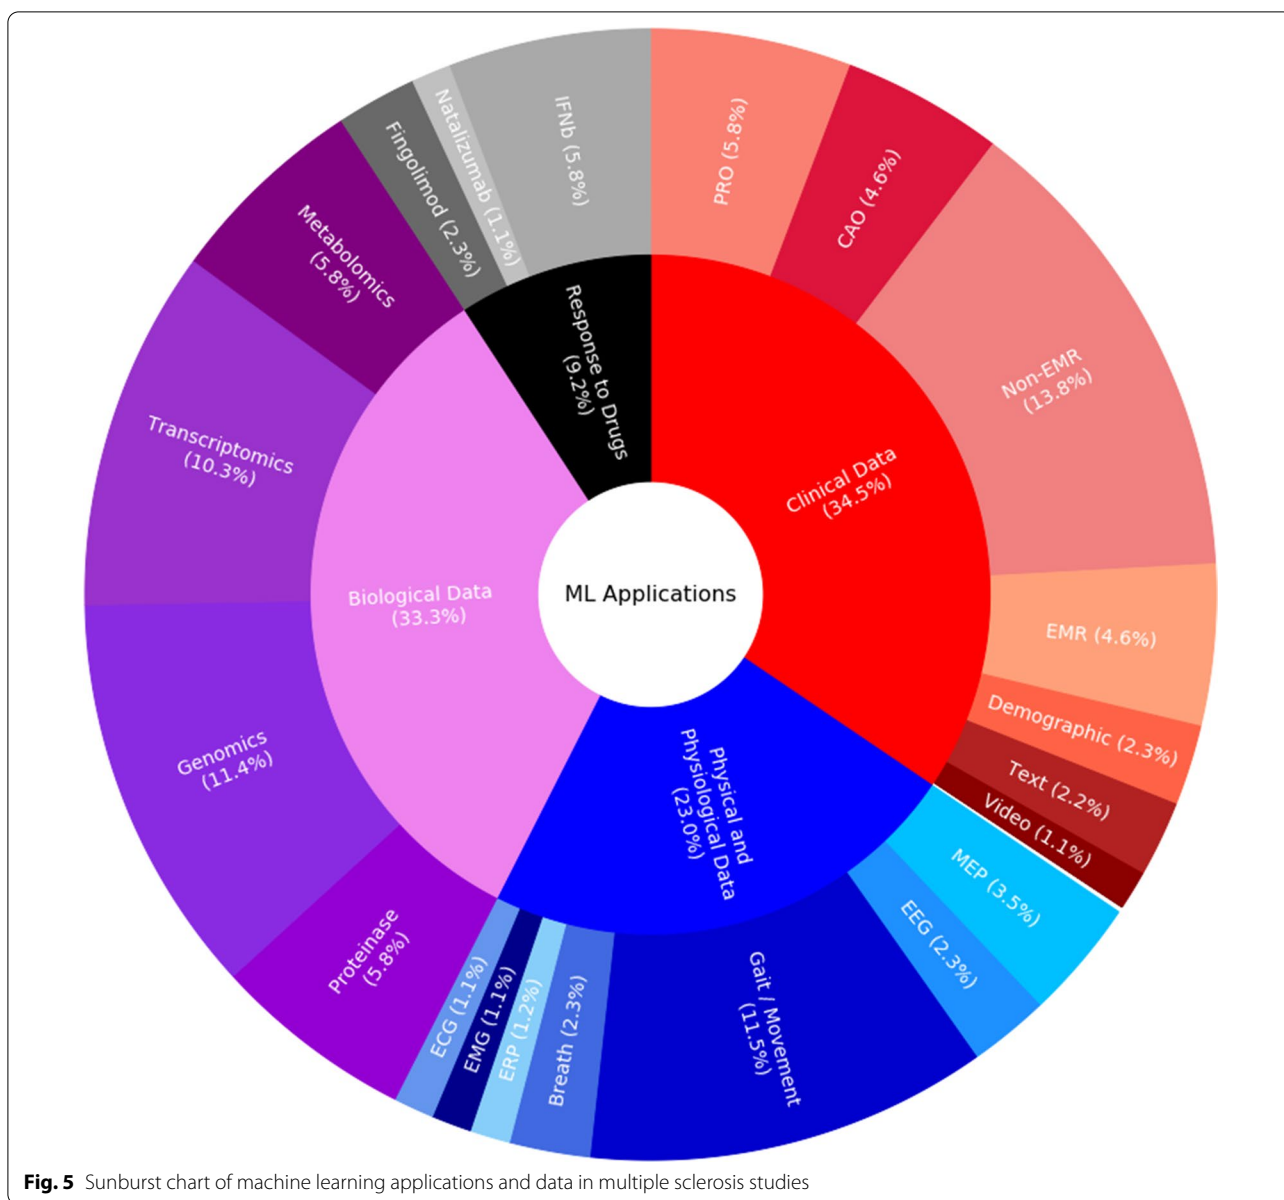 ML Applications
Clinical Data
(34.5%)
PRO (5.8%)
CAO (4.6%)
Non-EMR
(13.8%)
EMR (4.6%)
Demographic (2.3%)
Text (2.2%)
Video (1.1%)
Physical and
Physiological Data
(23.0%)
MEP (3.5%)
EEG (2.3%)
Gait / Movement
(11.5%)
Breath (2.3%)
ERP (1.2%)
EMG (1.1%)
ECG (1.1%)
Biological Data
(33.3%)
Proteinase
(5.8%)
Genomics
(11.4%)
Transcriptomics
(10.3%)
Metabolomics
(5.8%)
Response to Drugs
(9.2%)
Fingolimod (2.3%)
Natalizumab (1.1%)
IFNb (5.8%)
Fig. 5 Sunburst chart of machine learning applications and data in multiple sclerosis studies